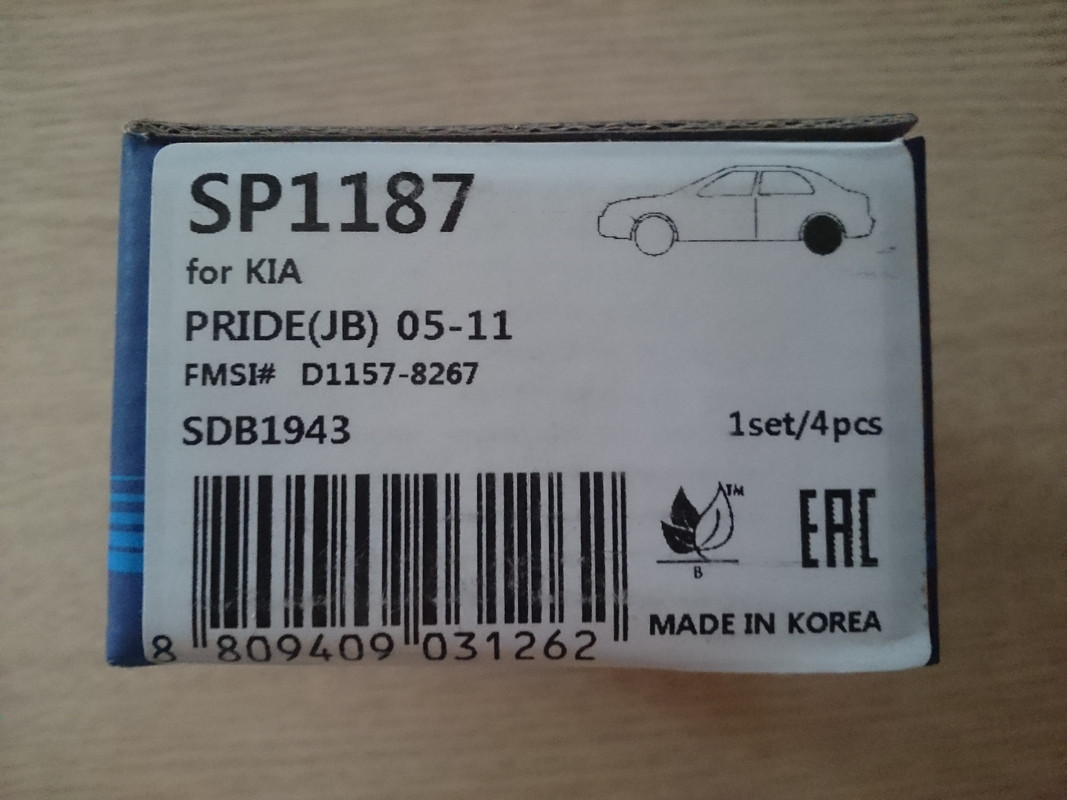 SP1187
for KIA
PRIDE(JB) 05-11
FMSI# D1157-8267
SDB1943
1set/4pcs
TM
B
EAC
MADE IN KOREA
8 809409 031262